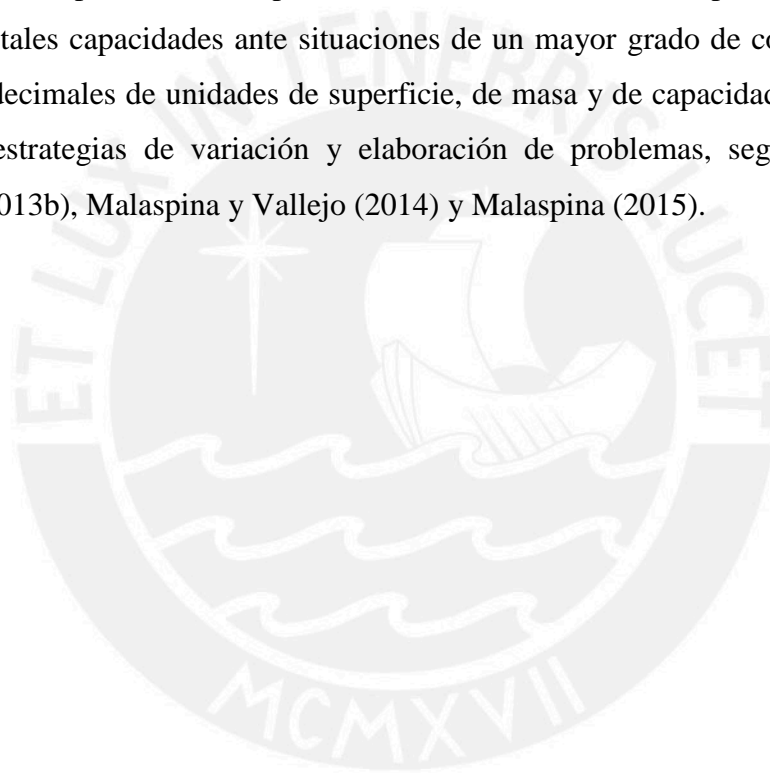 tales capacidades ante situaciones de un mayor grado de co
decimales de unidades de superficie, de masa y de capacidad
estrategias de variación y elaboración de problemas, seg
013b), Malaspina y Vallejo (2014) y Malaspina (2015).
ET LUX IN TENEBRIS LUCET
MCMXVII